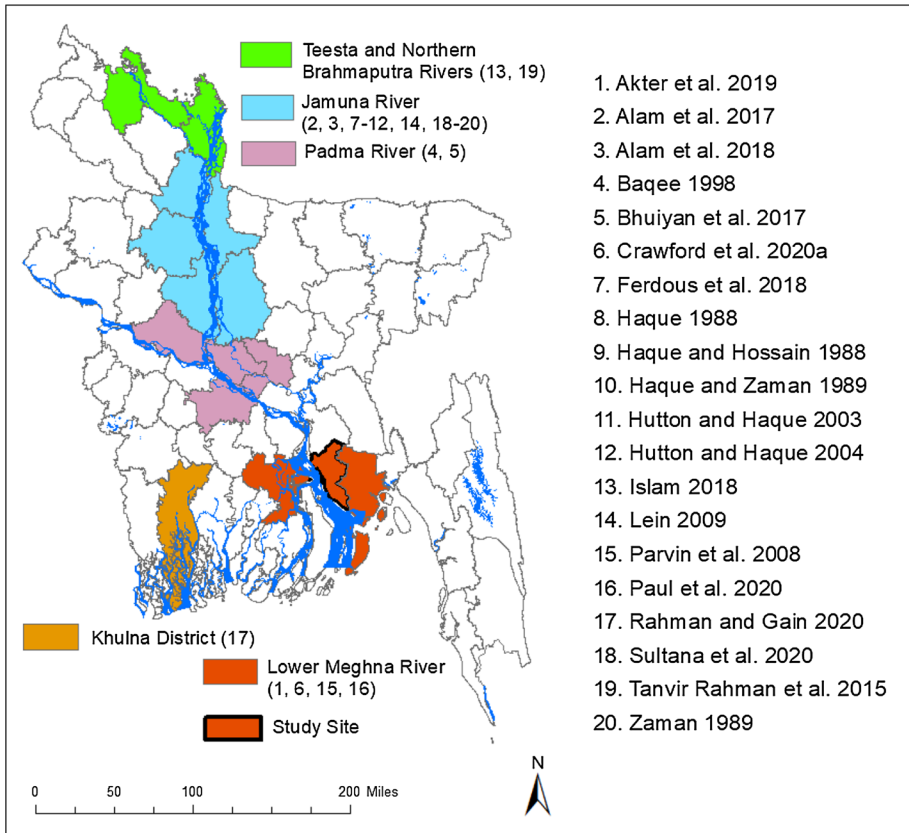 Teesta and Northern
Brahmaputra Rivers (13, 19)
Jamuna River
(2, 3, 7-12, 14, 18-20)
Padma River (4, 5)
1. Akter et al. 2019
2. Alam et al. 2017
3. Alam et al. 2018
4. Baqee 1998
5. Bhuiyan et al. 2017
6. Crawford et al. 2020a
7. Ferdous et al. 2018
8. Haque 1988
9. Haque and Hossain 1988
10. Haque and Zaman 1989
11. Hutton and Haque 2003
12. Hutton and Haque 2004
13. Islam 2018
14. Lein 2009
15. Parvin et al. 2008
16. Paul et al. 2020
17. Rahman and Gain 2020
18. Sultana et al. 2020
19. Tanvir Rahman et al. 2015
20. Zaman 1989
Khulna District (17)
Lower Meghna River
(1, 6, 15, 16)
Study Site
0 50 100 200 Miles
N